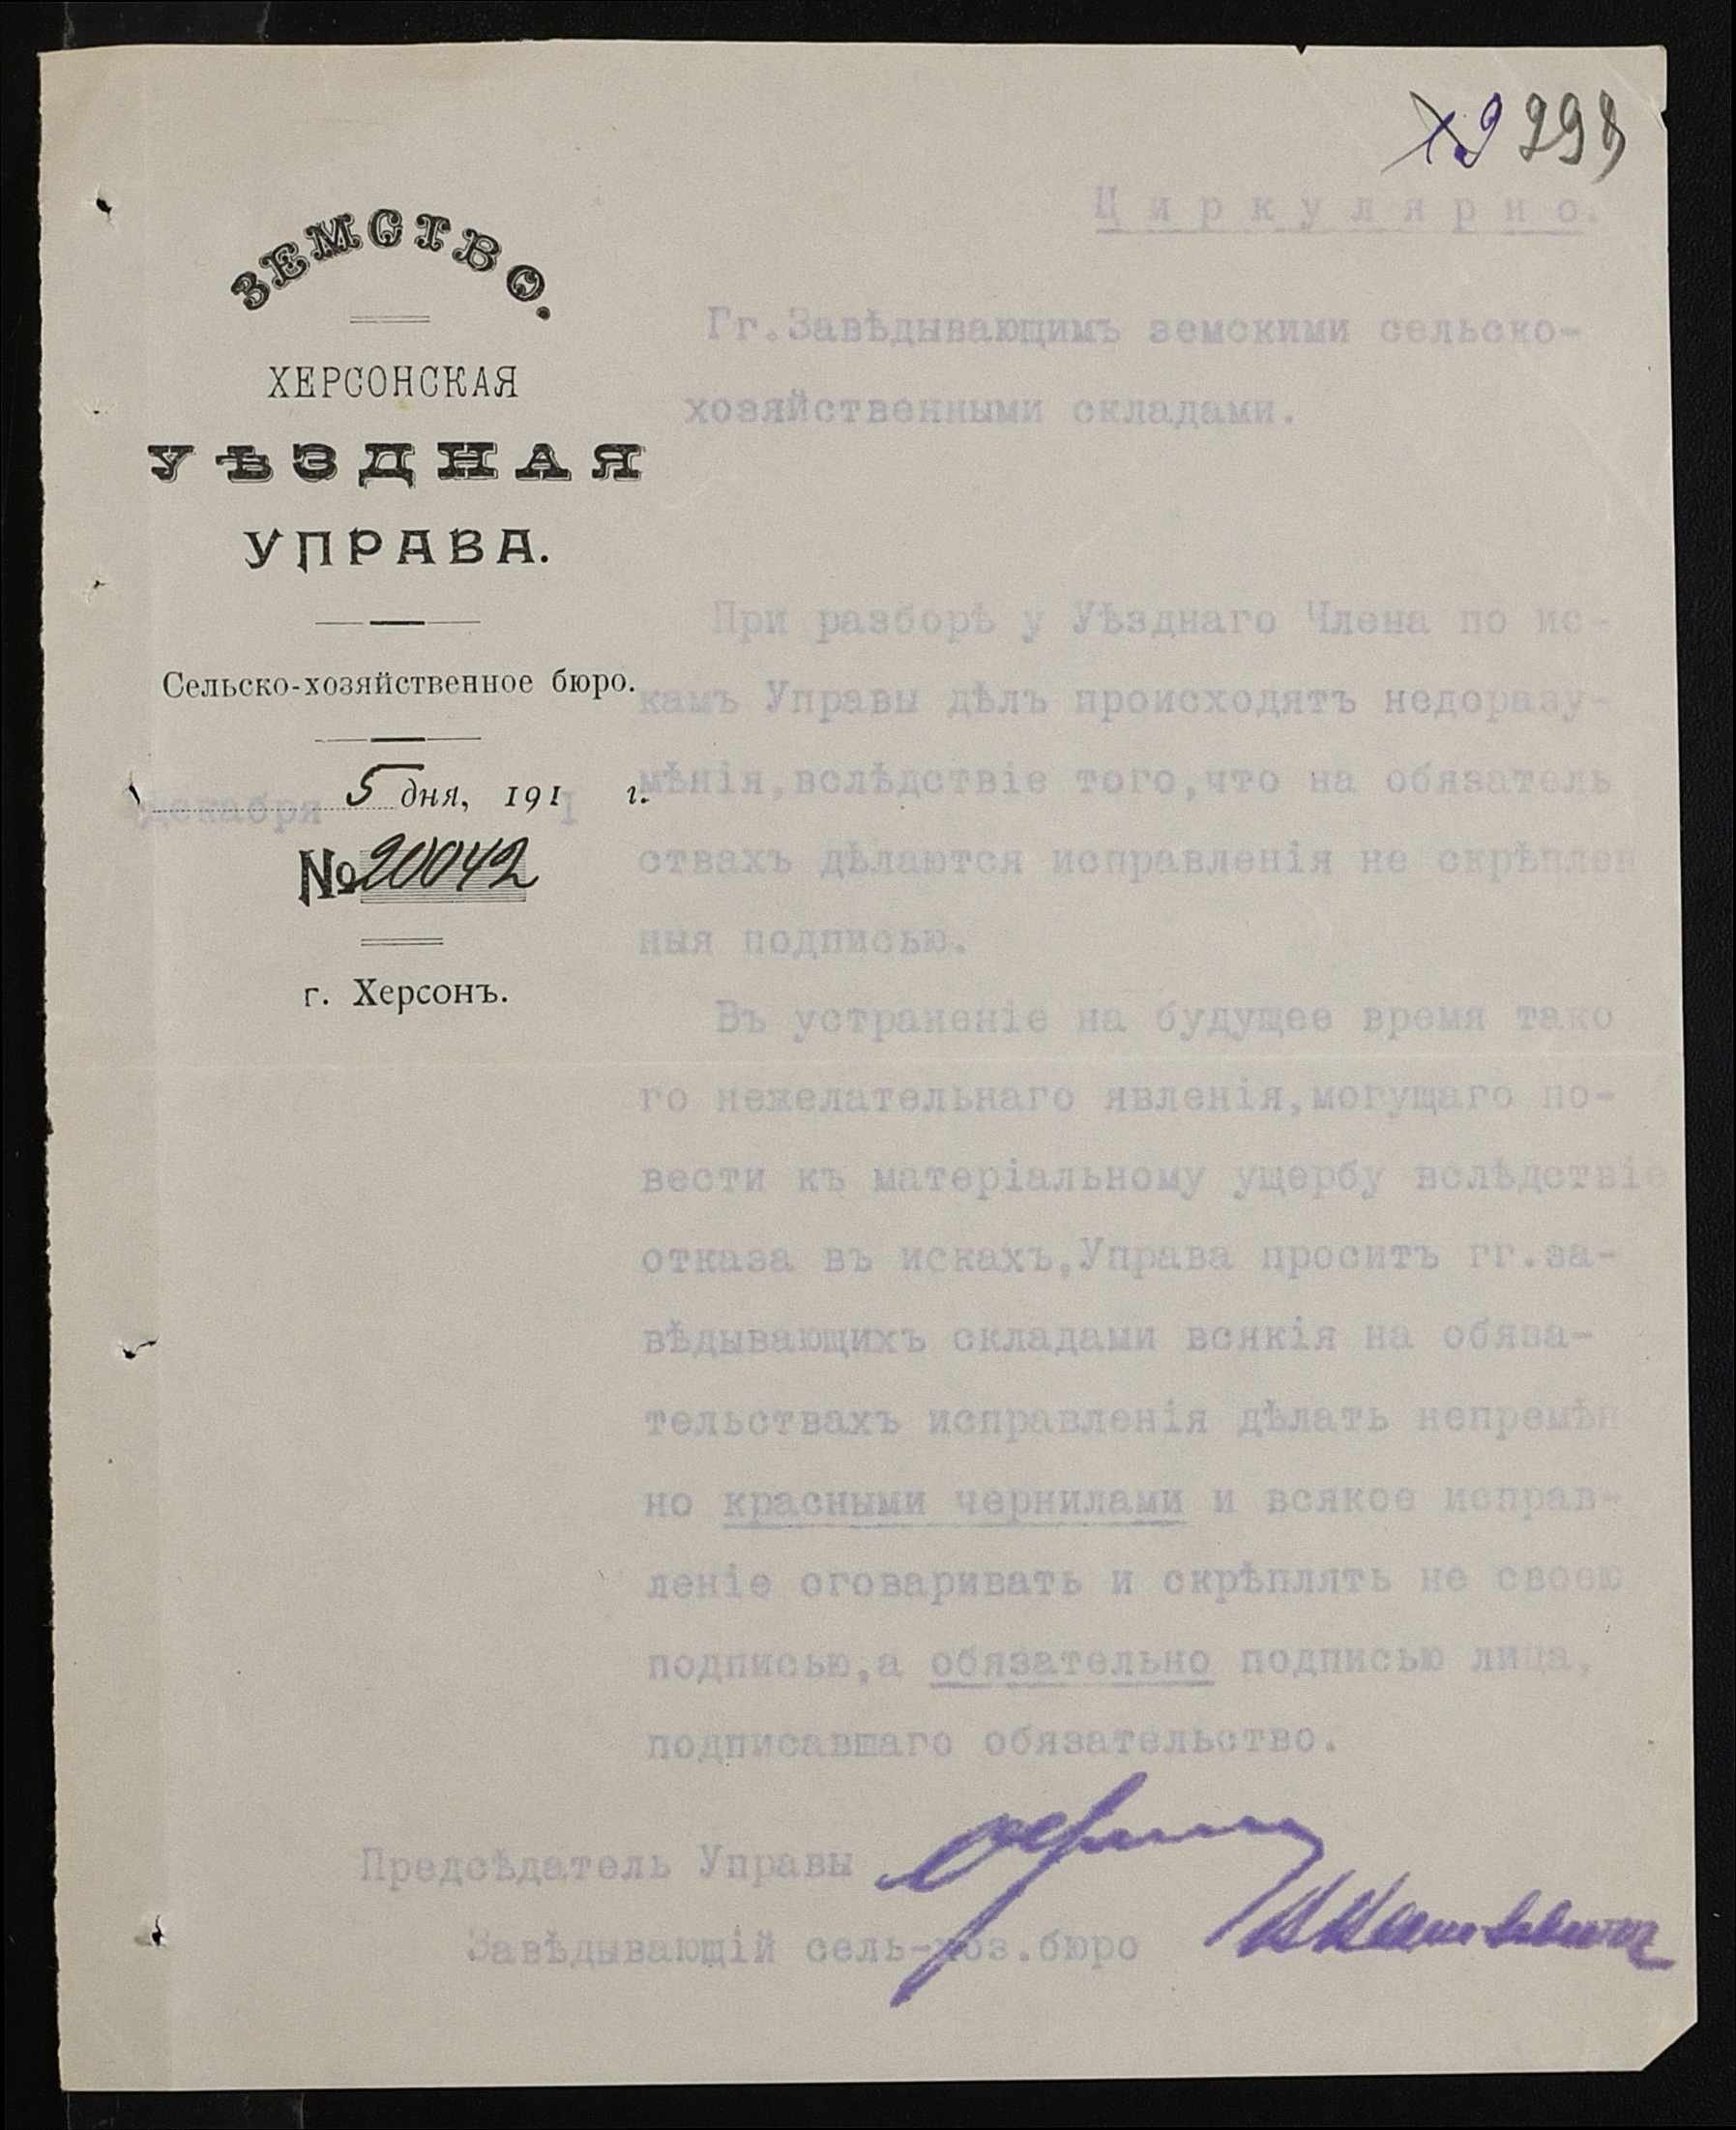 299
Циркулярно.
ЗЕМСТВО.
ХЕРСОНСКАЯ
УѢЗДНАЯ
УПРАВА.
Сельско-хозяйственное бюро.
декабря 5 дня, 1911 г.
№ 20042
г. Херсонъ.
Гг.Завѣдывающимъ земскими сельско-
хозяйственными складами.
При разборѣ у Уѣзднаго Члена по ис-
камъ Управы дѣлъ происходятъ недоразу-
мѣнія,вслѣдствіе того,что на обязатель
ствахъ дѣлаются исправленія не скрѣплен
ныя подписью.
Въ устраненіе на будущее время тако
го нежелательнаго явленія,могущаго по-
вести къ матеріальному ущербу вслѣдствіе
отказа въ искахъ,Управа проситъ гг.за-
вѣдывающихъ складами всякія на обяза-
тельствахъ исправленія дѣлать непремѣн
но красными чернилами и всякое исправ-
леніе оговаривать и скрѣплять не своею
подписью,а обязательно подписью лица,
подписавшаго обязательство.
Предсѣдатель Управы
Завѣдывающій сель-хоз.бюро